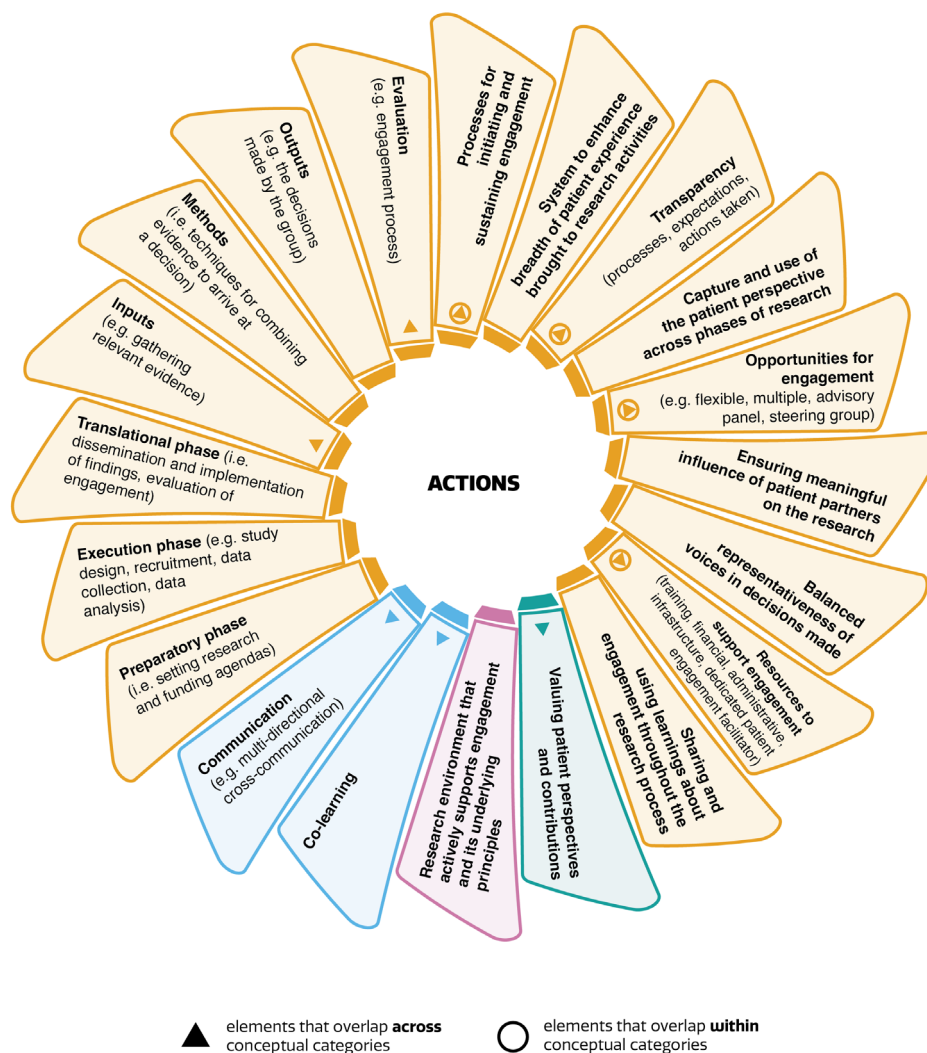 ACTIONS
Processes for
initiating and
sustaining engagement
System to enhance
breadth of patient experience
brought to research activities
Transparency
(processes, expectations,
actions taken)
Capture and use of
the patient perspective
across phases of research
Opportunities for
engagement
(e.g. flexible, multiple, advisory
panel, steering group)
Ensuring meaningful
influence of patient partners
on the research
Balanced
representativeness of
voices in decisions made
Resources to
support engagement
(training, financial, administrative,
infrastructure, dedicated patient
engagement facilitator)
Sharing and
using learnings about
engagement throughout the
research process
Valuing patient perspectives
and contributions
Research environment that
actively supports engagement
and its underlying
principles
Co-learning
Communication
(e.g. multi-directional
cross-communication)
Preparatory phase
(i.e. setting research
and funding agendas)
Execution phase (e.g. study
design, recruitment, data
collection, data
analysis)
Translational phase (i.e.
dissemination and implementation
of findings, evaluation of
engagement)
Inputs
(e.g. gathering
relevant evidence)
Methods
(i.e. techniques for combining
evidence to arrive at
a decision)
Outputs
(e.g. the decisions
made by the group)
Evaluation
(e.g. engagement process)
elements that overlap across
conceptual categories
elements that overlap within
conceptual categories